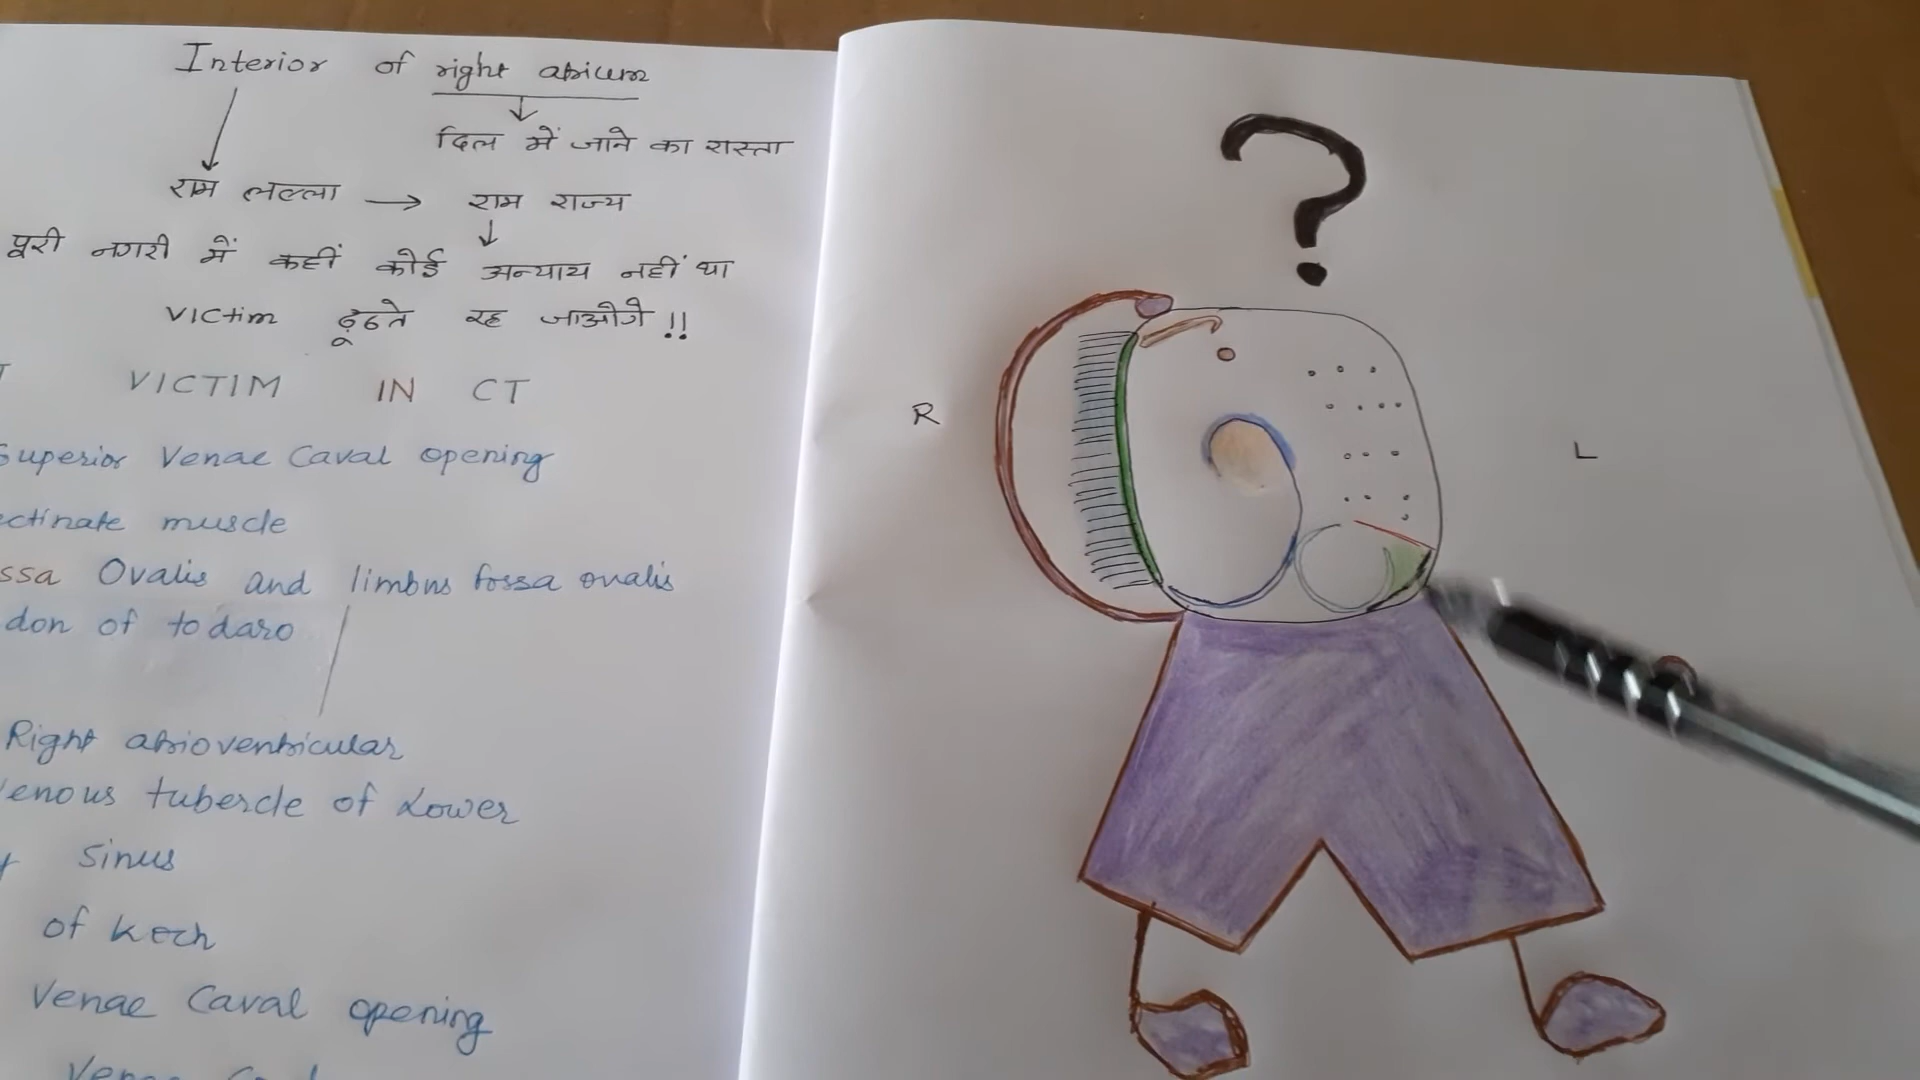 Interior of right atrium
दिल में जाने का रास्ता
राम लल्ला → राम राज्य
पूरी नगरी में कहीं कोई अन्याय नहीं था
victim ढूढते रह जाओगे !!
VICTIM IN CT
Superior Venae Caval opening
ectinate muscle
ssa Ovalis and limbus fossa ovalis
don of todaro
Right atrioventricular
enous tubercle of Lower
sinus
of Koch
Venae Caval opening
?
R
L